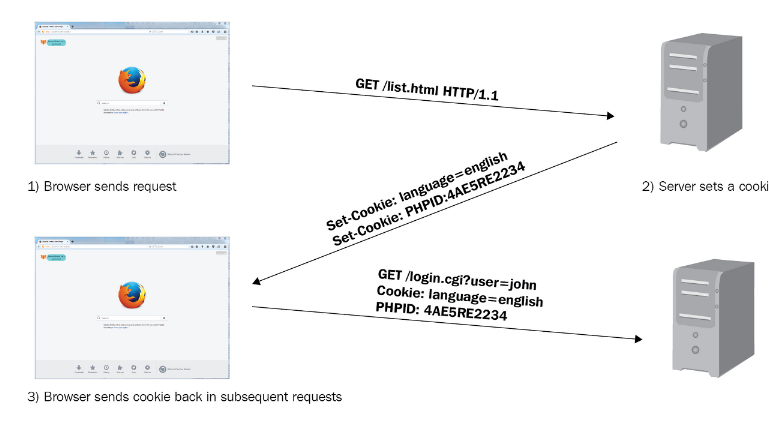 GET /list.html HTTP/1.1
1) Browser sends request
2) Server sets a cooki
Set-Cookie: language=english
Set-Cookie: PHPID:4AE5RE2234
GET /login.cgi?user=john
Cookie: language=english
PHPID: 4AE5RE2234
3) Browser sends cookie back in subsequent requests